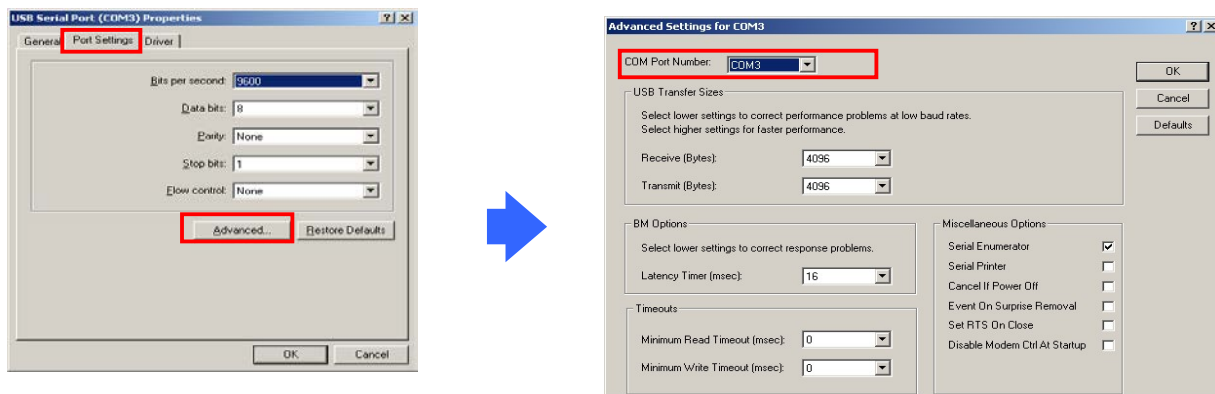 USB Serial Port (COM3) Properties
General Port Settings Driver
Bits per second: 9600
Data bits: 8
Parity: None
Stop bits: 1
Flow control: None
Advanced... Restore Defaults
OK Cancel
Advanced Settings for COM3
COM Port Number: COM3
OK
Cancel
Defaults
USB Transfer Sizes
Select lower settings to correct performance problems at low baud rates.
Select higher settings for faster performance.
Receive (Bytes): 4096
Transmit (Bytes): 4096
BM Options
Select lower settings to correct response problems.
Latency Timer (msec): 16
Timeouts
Minimum Read Timeout (msec): 0
Minimum Write Timeout (msec): 0
Miscellaneous Options
Serial Enumerator
Serial Printer
Cancel If Power Off
Event On Surprise Removal
Set RTS On Close
Disable Modem Ctrl At Startup